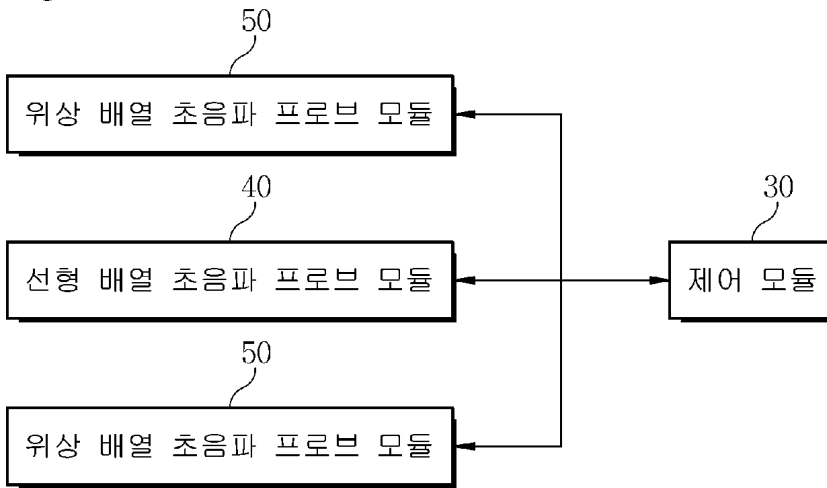 50
위상 배열 초음파 프로브 모듈
40
30
선형 배열 초음파 프로브 모듈
제어 모듈
50
위상 배열 초음파 프로브 모듈